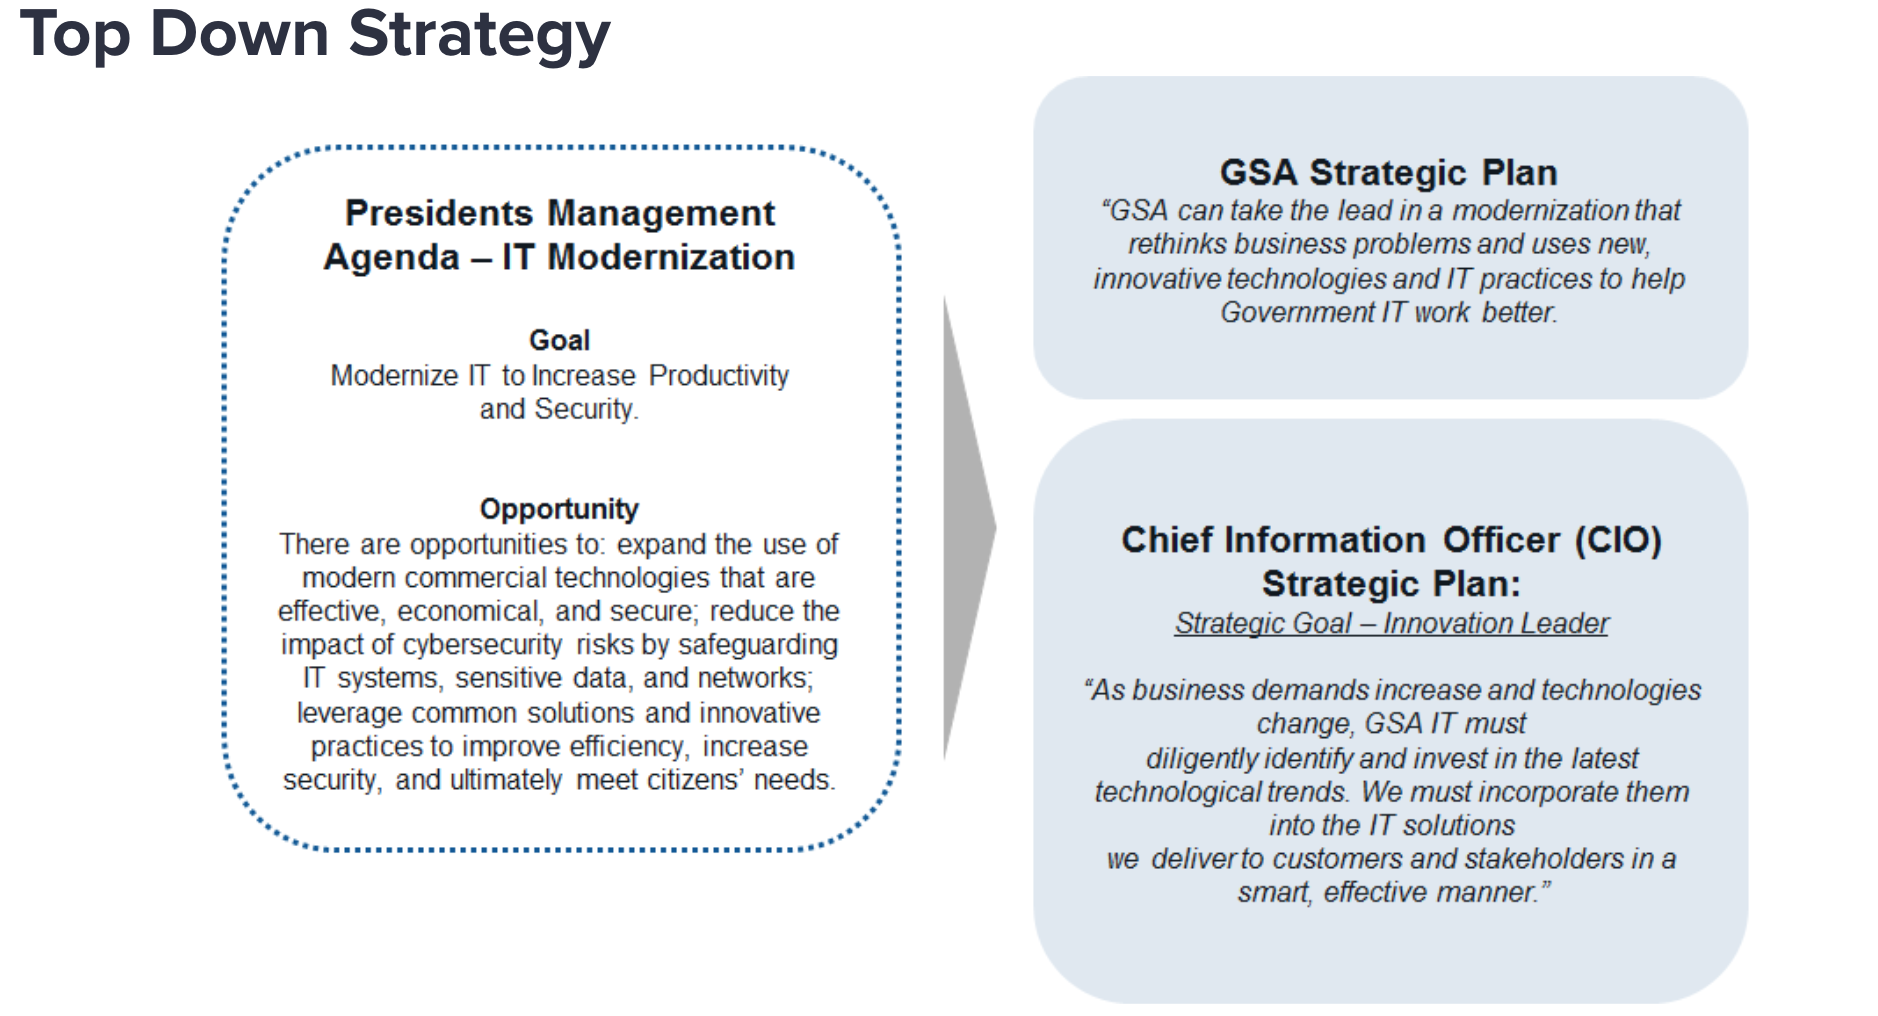 Top Down Strategy
Presidents Management
Agenda – IT Modernization
Goal
Modernize IT to Increase Productivity
and Security.
Opportunity
There are opportunities to: expand the use of
modern commercial technologies that are
effective, economical, and secure; reduce the
impact of cybersecurity risks by safeguarding
IT systems, sensitive data, and networks;
leverage common solutions and innovative
practices to improve efficiency, increase
security, and ultimately meet citizens’ needs.
GSA Strategic Plan
“GSA can take the lead in a modernization that
rethinks business problems and uses new,
innovative technologies and IT practices to help
Government IT work better.
Chief Information Officer (CIO)
Strategic Plan:
Strategic Goal – Innovation Leader
“As business demands increase and technologies
change, GSA IT must
diligently identify and invest in the latest
technological trends. We must incorporate them
into the IT solutions
we deliver to customers and stakeholders in a
smart, effective manner.”